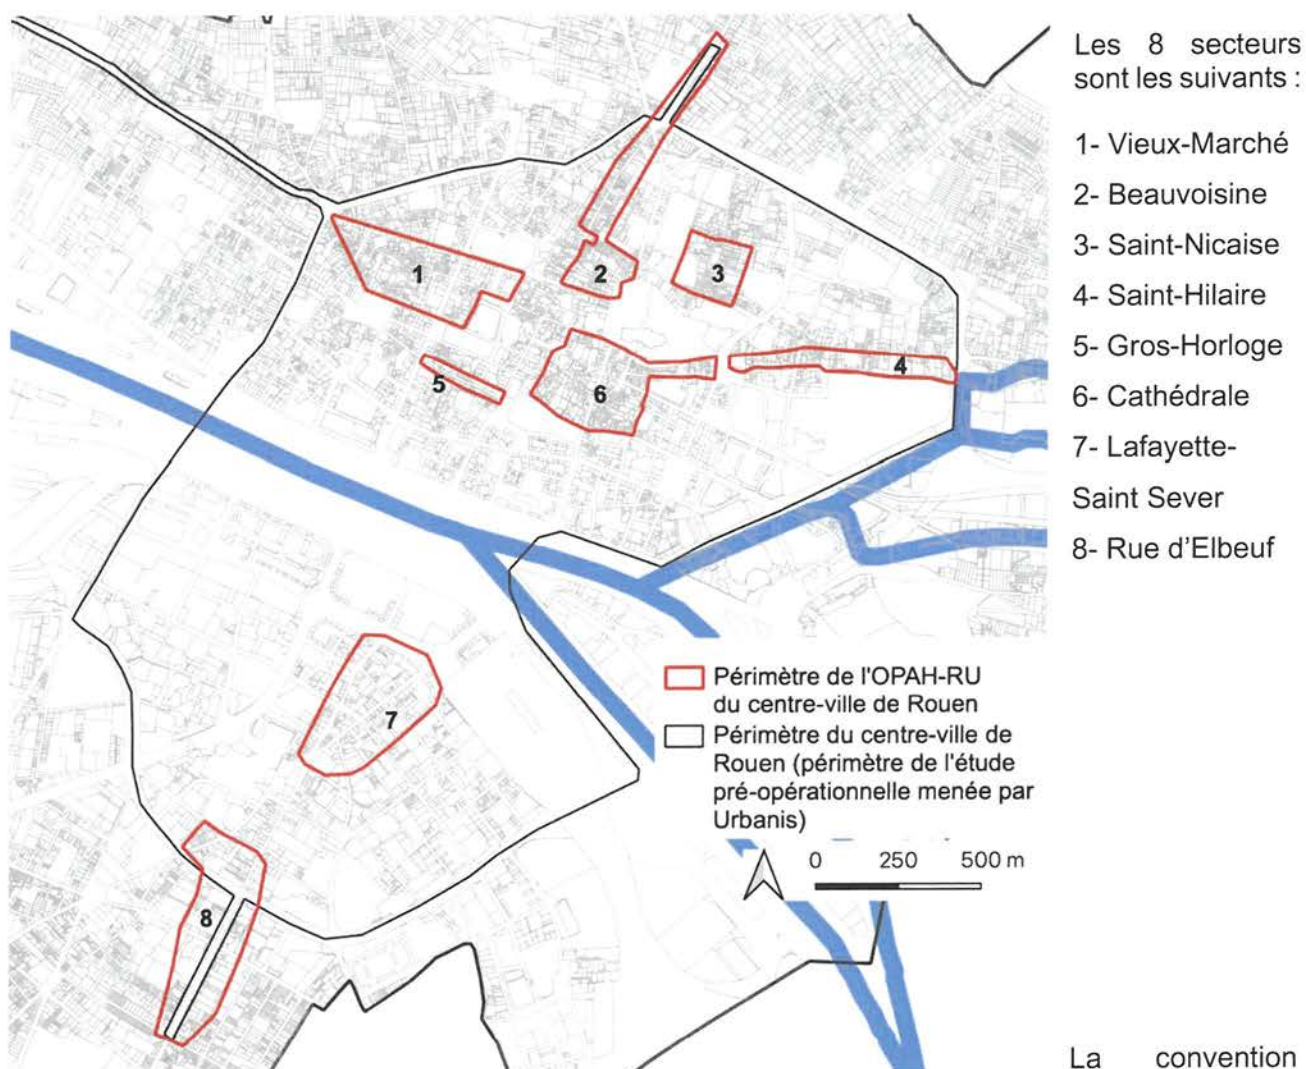 Les 8 secteurs
sont les suivants :
1- Vieux-Marché
2- Beauvoisine
3- Saint-Nicaise
4- Saint-Hilaire
5- Gros-Horloge
6- Cathédrale
7- Lafayette-
Saint Sever
8- Rue d'Elbeuf
1
2
3
4
5
6
7
8
Périmètre de l'OPAH-RU
du centre-ville de Rouen
Périmètre du centre-ville de
Rouen (périmètre de l'étude
pré-opérationnelle menée par
Urbanis)
0 250 500 m
La convention